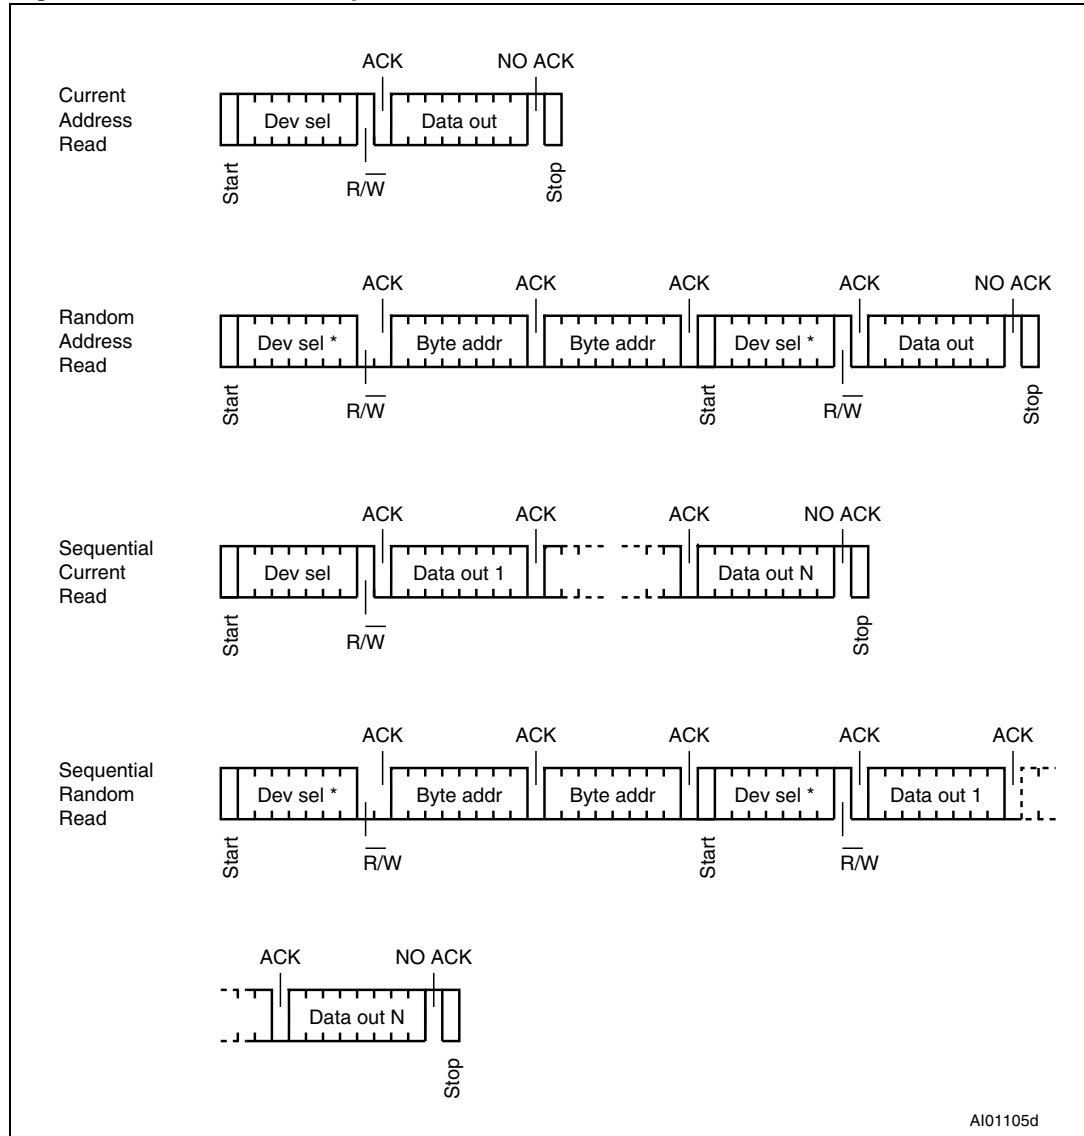 ACK NO ACK
Current
Address
Read
Dev sel Data out
Start R/W̅ Stop
ACK ACK ACK ACK NO ACK
Random
Address
Read
Dev sel * Byte addr Byte addr Dev sel * Data out
Start R/W̅ Start R/W̅ Stop
ACK ACK ACK NO ACK
Sequential
Current
Read
Dev sel Data out 1 Data out N
Start R/W̅ Stop
ACK ACK ACK ACK ACK
Sequential
Random
Read
Dev sel * Byte addr Byte addr Dev sel * Data out 1
Start R̅/W Start R̅/W
ACK NO ACK
Data out N
Stop
AI01105d